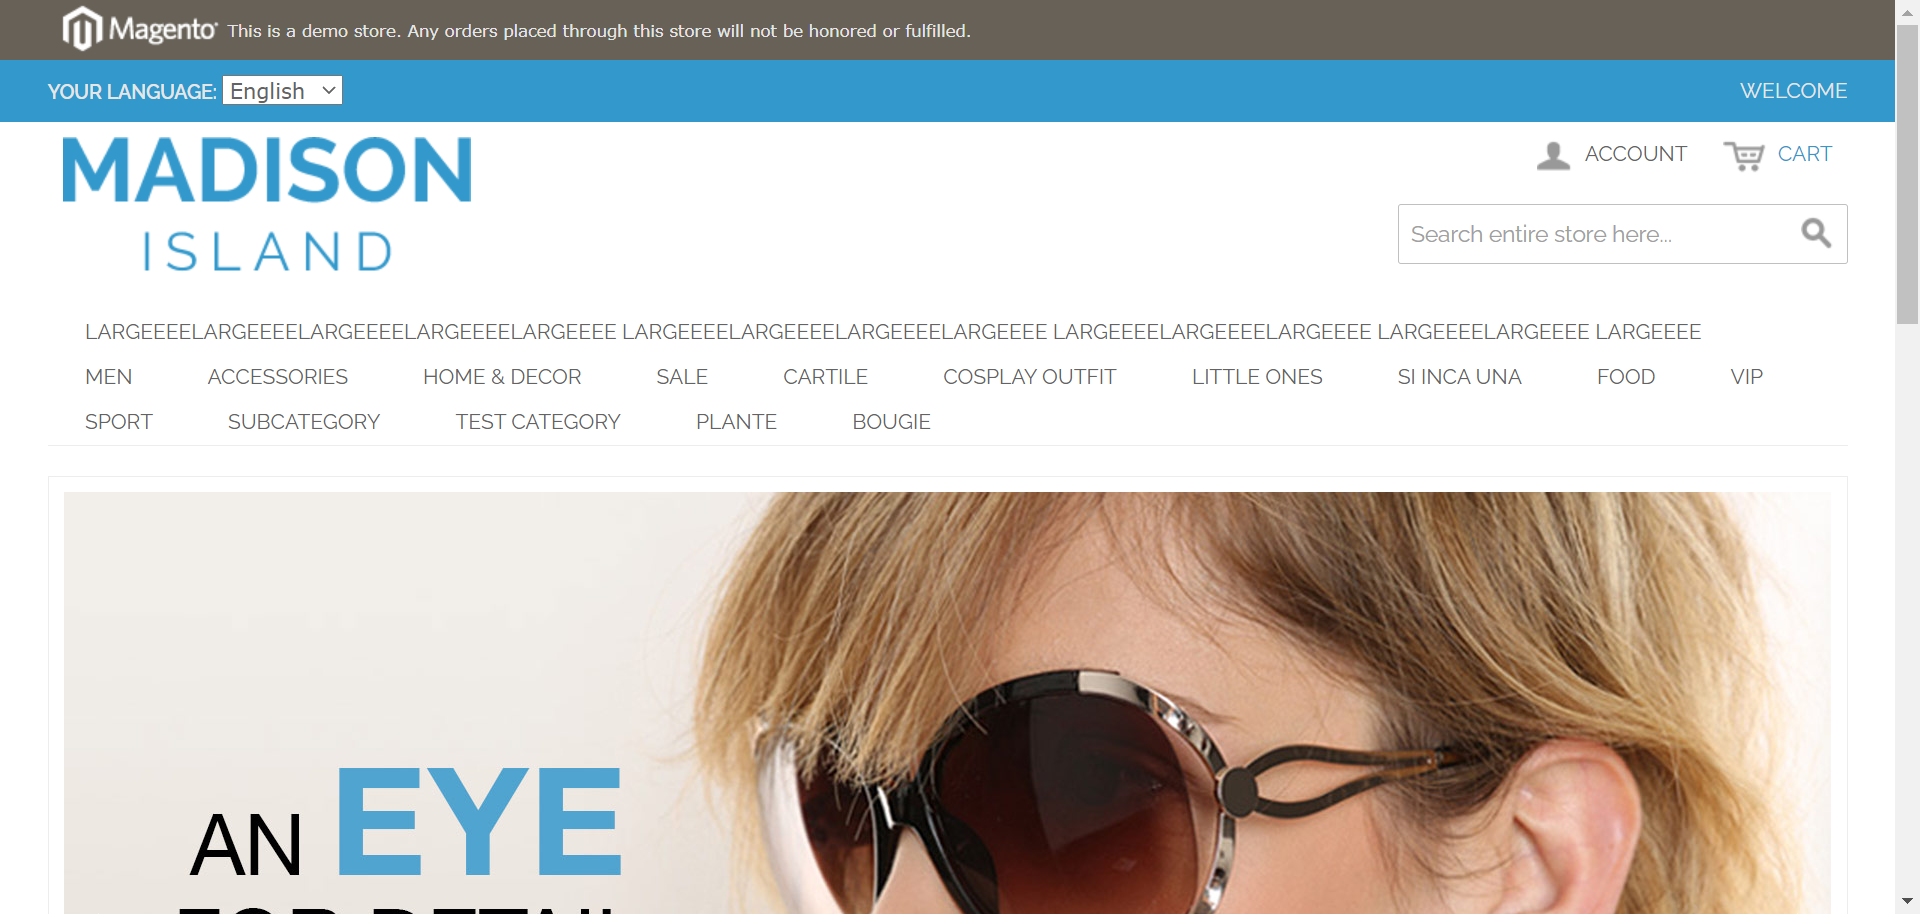 Magento This is a demo store. Any orders placed through this store will not be honored or fulfilled.
YOUR LANGUAGE: English WELCOME
MADISON
ISLAND
ACCOUNT CART
Search entire store here...
LARGEEEELARGEEEELARGEEEELARGEEEELARGEEEE LARGEEEELARGEEEELARGEEEELARGEEEE LARGEEEELARGEEEELARGEEEE LARGEEEELARGEEEE LARGEEEE
MEN ACCESSORIES HOME & DECOR SALE CARTILE COSPLAY OUTFIT LITTLE ONES SI INCA UNA FOOD VIP
SPORT SUBCATEGORY TEST CATEGORY PLANTE BOUGIE
AN EYE
FOR DETAIL